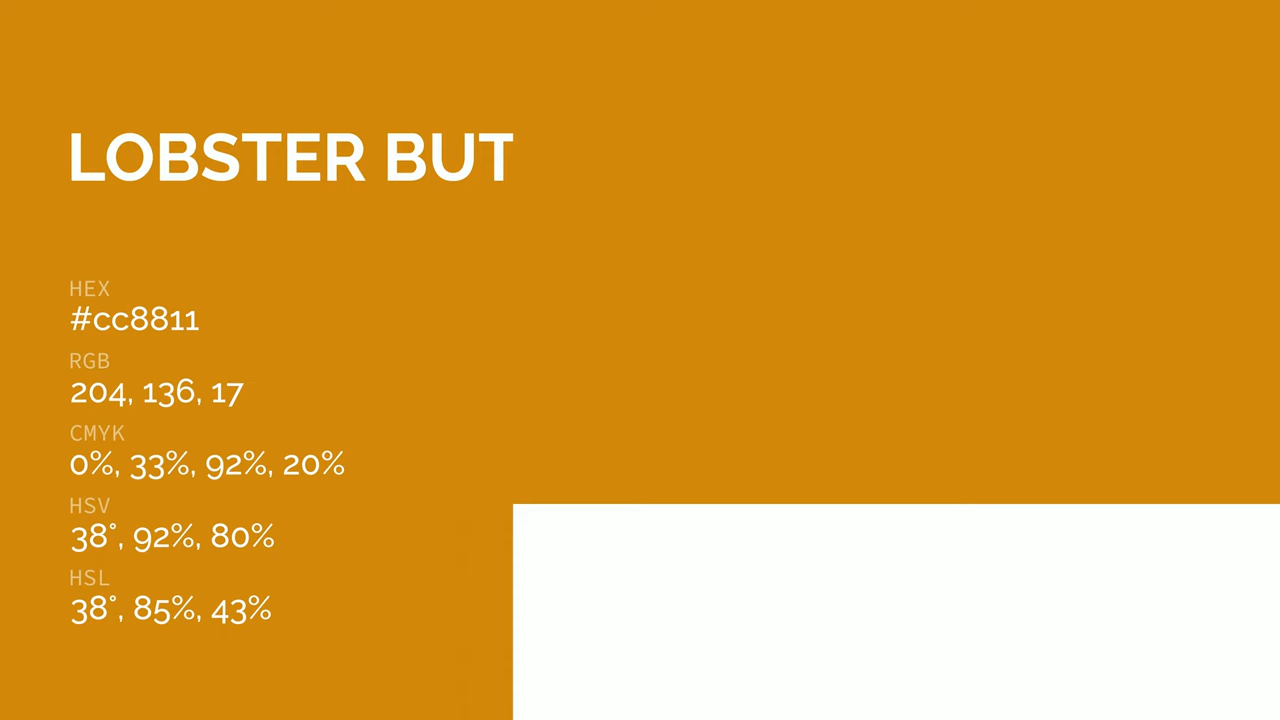 LOBSTER BUT
HEX
#cc8811
RGB
204, 136, 17
CMYK
0%, 33%, 92%, 20%
HSV
38°, 92%, 80%
HSL
38°, 85%, 43%